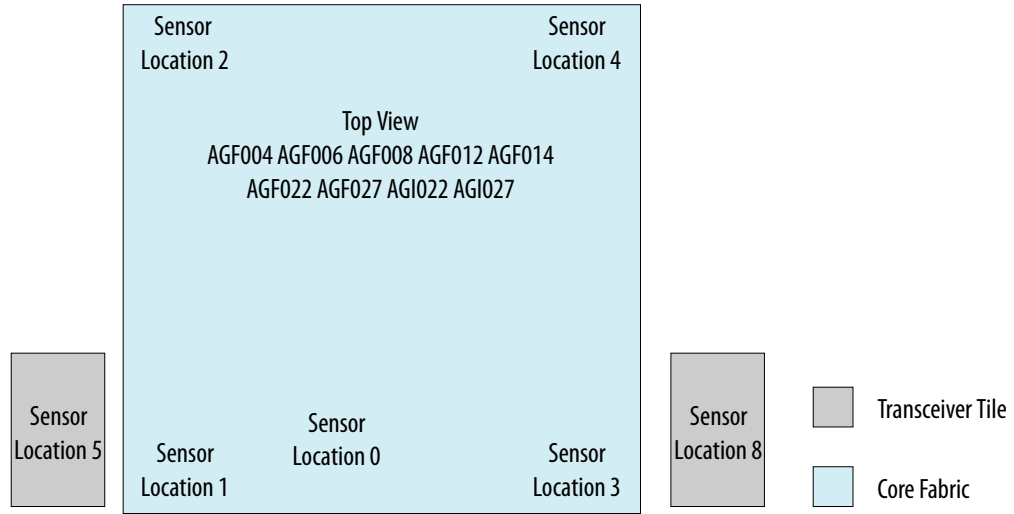 Sensor
Location 2
Sensor
Location 4
Top View
AGF004 AGF006 AGF008 AGF012 AGF014
AGF022 AGF027 AGI022 AGI027
Sensor
Location 5
Sensor
Location 1
Sensor
Location 0
Sensor
Location 3
Sensor
Location 8
Transceiver Tile
Core Fabric